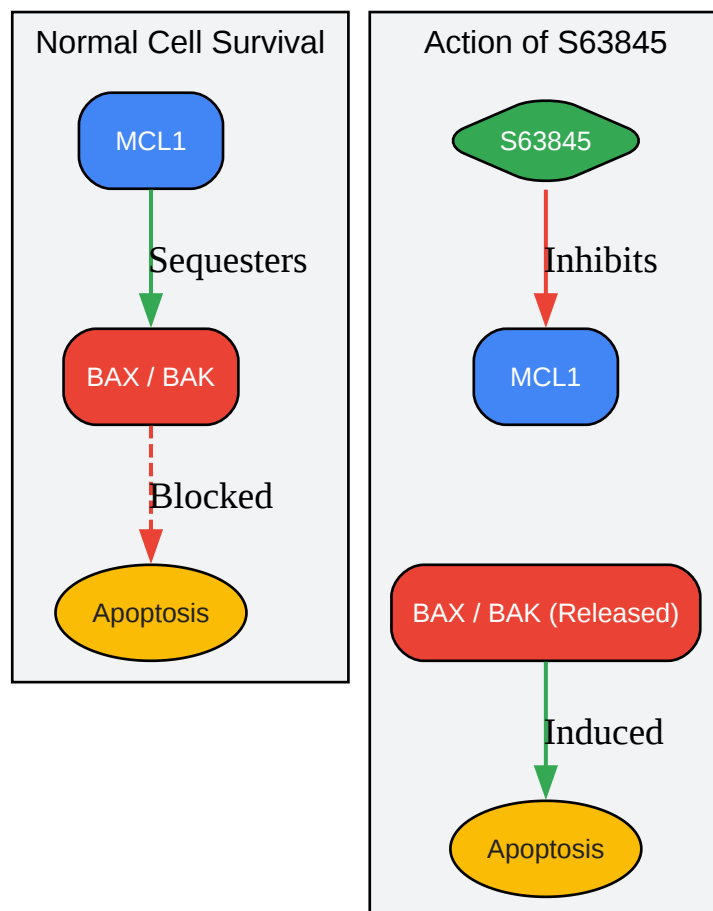 Normal Cell Survival
MCL1
Sequesters
BAX / BAK
Blocked
Apoptosis
Action of S63845
S63845
Inhibits
MCL1
BAX / BAK (Released)
Induced
Apoptosis